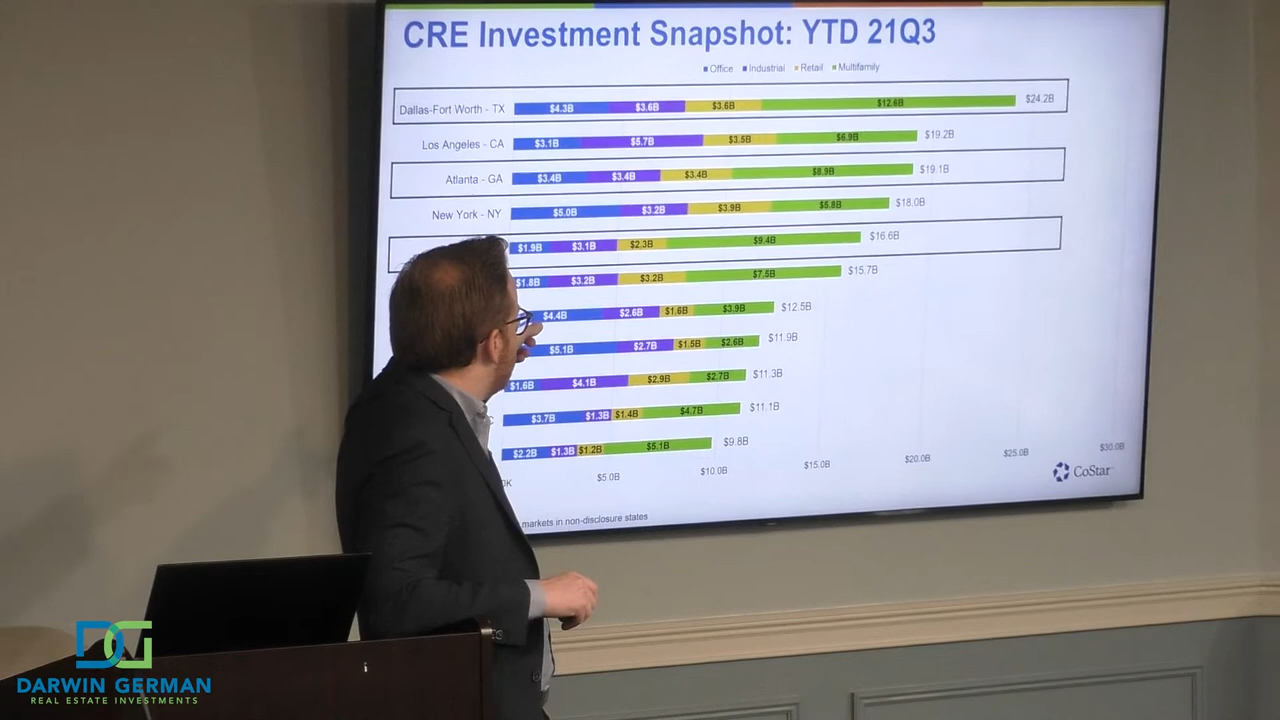 CRE Investment Snapshot: YTD 21Q3
Office Industrial Retail Multifamily
Dallas-Fort Worth - TX $4.3B $3.6B $3.6B $12.6B $24.2B
Los Angeles - CA $3.1B $5.7B $3.5B $6.9B $19.2B
Atlanta - GA $3.4B $3.4B $3.4B $8.9B $19.1B
New York - NY $5.0B $3.2B $3.9B $5.8B $18.0B
$1.9B $3.1B $2.3B $9.4B $16.6B
$1.8B $3.2B $3.2B $7.5B $15.7B
$4.4B $2.6B $1.6B $3.9B $12.5B
$5.1B $2.7B $1.5B $2.6B $11.9B
$1.6B $4.1B $2.9B $2.7B $11.3B
$3.7B $1.3B $1.4B $4.7B $11.1B
$2.2B $1.3B $1.2B $5.1B $9.8B
$5.0B $10.0B $15.0B $20.0B $25.0B $30.0B
CoStar
markets in non-disclosure states
DG
DARWIN GERMAN
REAL ESTATE INVESTMENTS